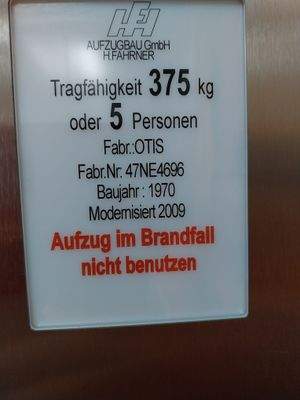 HFJ
AUFZUGBAU GmbH
H.FAHRNER
Tragfähigkeit 375 kg
oder 5 Personen
Fabr.:OTIS
Fabr.Nr: 47NE4696
Baujahr : 1970
Modernisiert 2009
Aufzug im Brandfall
nicht benutzen